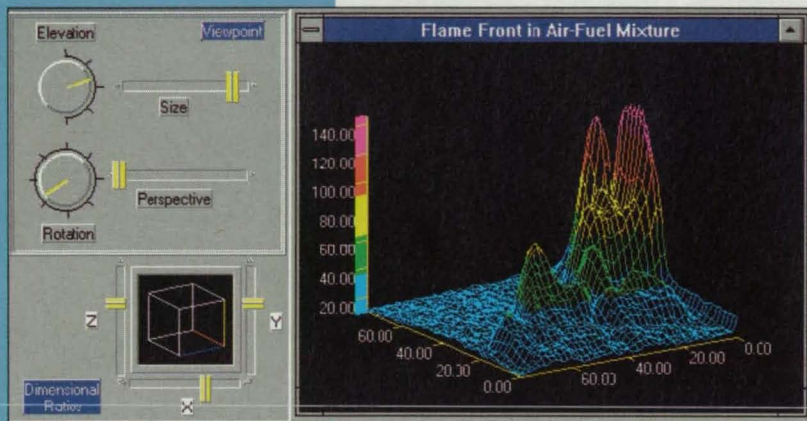 Elevation
Viewpoint
Size
Perspective
Rotation
Z
Y
X
Dimensional
Ratios
Flame Front in Air-Fuel Mixture
140.00
120.00
100.00
80.00
60.00
40.00
20.00
60.00
40.00
20.00
0.00
60.00
40.00
20.00
0.00